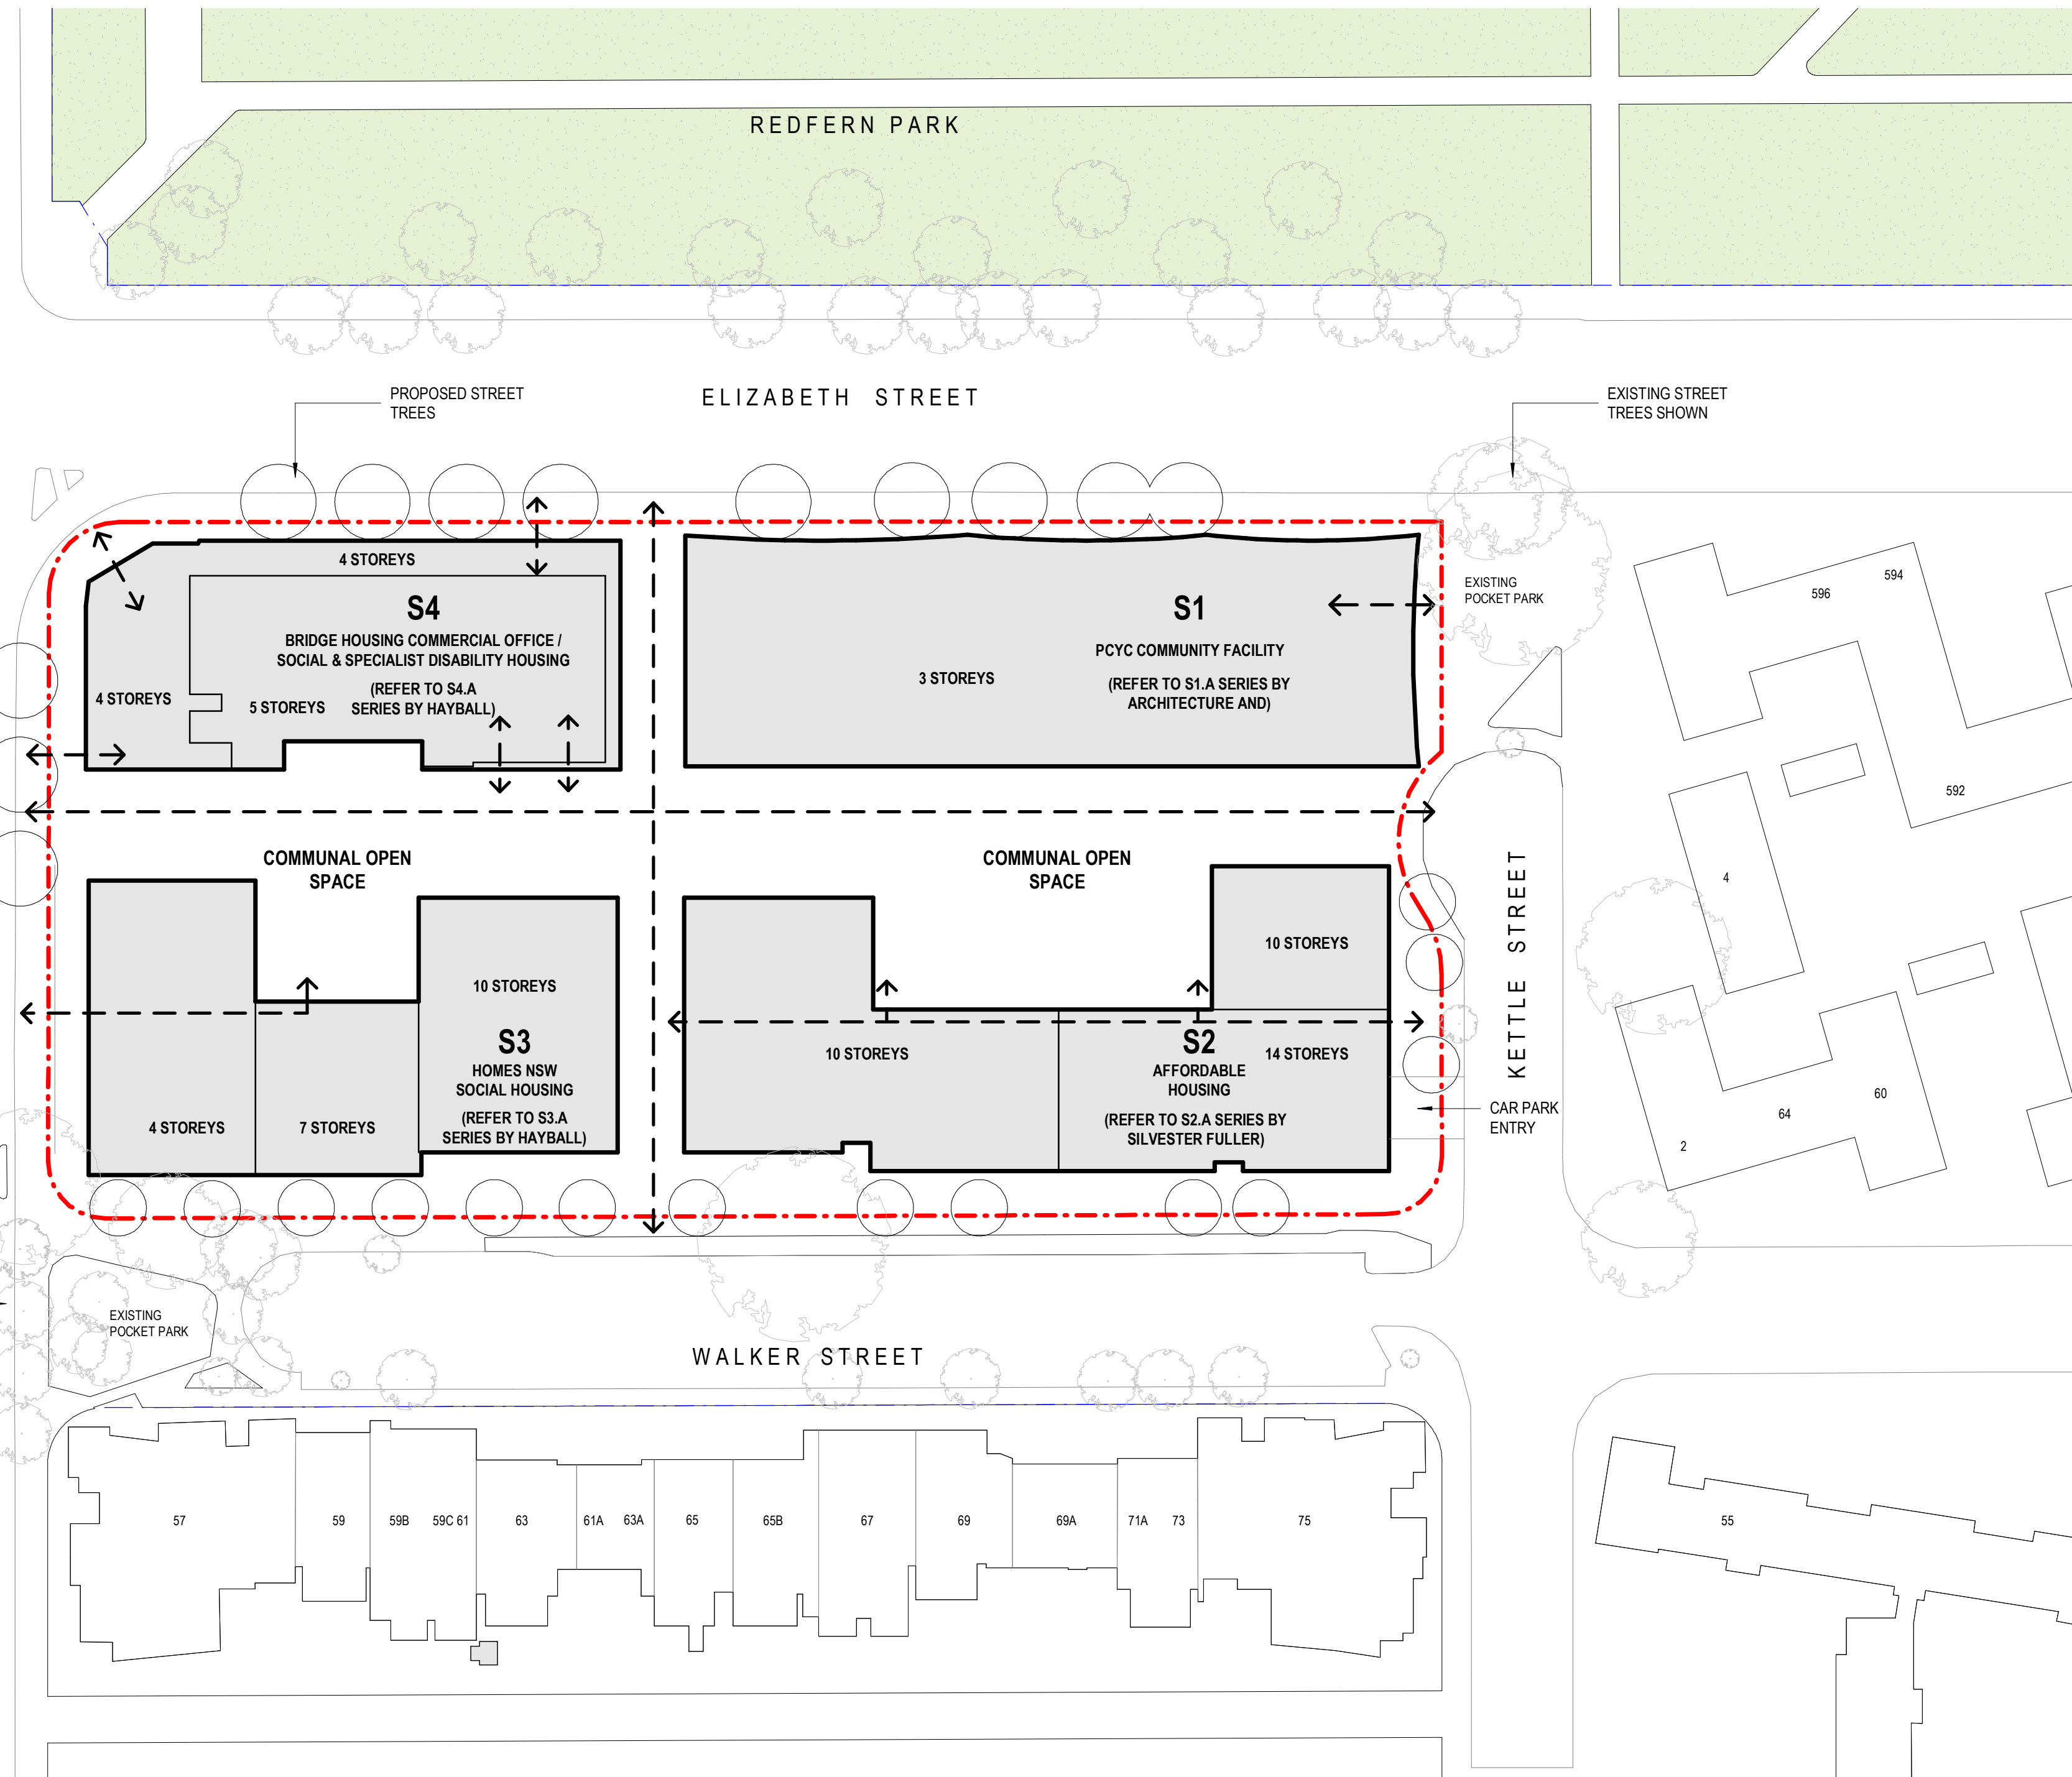 REDFERN PARK
PROPOSED STREET
TREES
ELIZABETH STREET
EXISTING STREET
TREES SHOWN
4 STOREYS
S4
BRIDGE HOUSING COMMERCIAL OFFICE /
SOCIAL & SPECIALIST DISABILITY HOUSING
(REFER TO S4.A
SERIES BY HAYBALL)
4 STOREYS
5 STOREYS
S1
PCYC COMMUNITY FACILITY
3 STOREYS
(REFER TO S1.A SERIES BY
ARCHITECTURE AND)
EXISTING
POCKET PARK
596
594
592
COMMUNAL OPEN
SPACE
COMMUNAL OPEN
SPACE
10 STOREYS
S3
HOMES NSW
SOCIAL HOUSING
(REFER TO S3.A
SERIES BY HAYBALL)
4 STOREYS
7 STOREYS
10 STOREYS
10 STOREYS
S2
14 STOREYS
AFFORDABLE
HOUSING
(REFER TO S2.A SERIES BY
SILVESTER FULLER)
KETTLE STREET
CAR PARK
ENTRY
4
60
64
2
EXISTING
POCKET PARK
WALKER STREET
57
59
59B
59C 61
63
61A
63A
65
65B
67
69
69A
71A
73
75
55